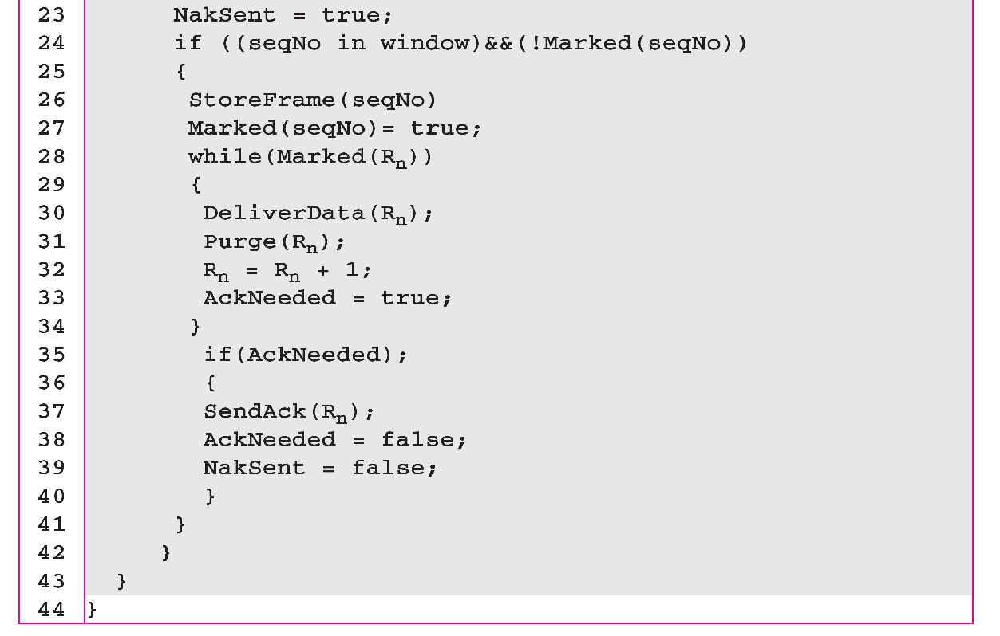 23 NakSent = true;
24 if ((seqNo in window)&&(!Marked(seqNo))
25 {
26 StoreFrame(seqNo)
27 Marked(seqNo)= true;
28 while(Marked(Rn))
29 {
30 DeliverData(Rn);
31 Purge(Rn);
32 Rn = Rn + 1;
33 AckNeeded = true;
34 }
35 if(AckNeeded);
36 {
37 SendAck(Rn);
38 AckNeeded = false;
39 NakSent = false;
40 }
41 }
42 }
43 }
44 }